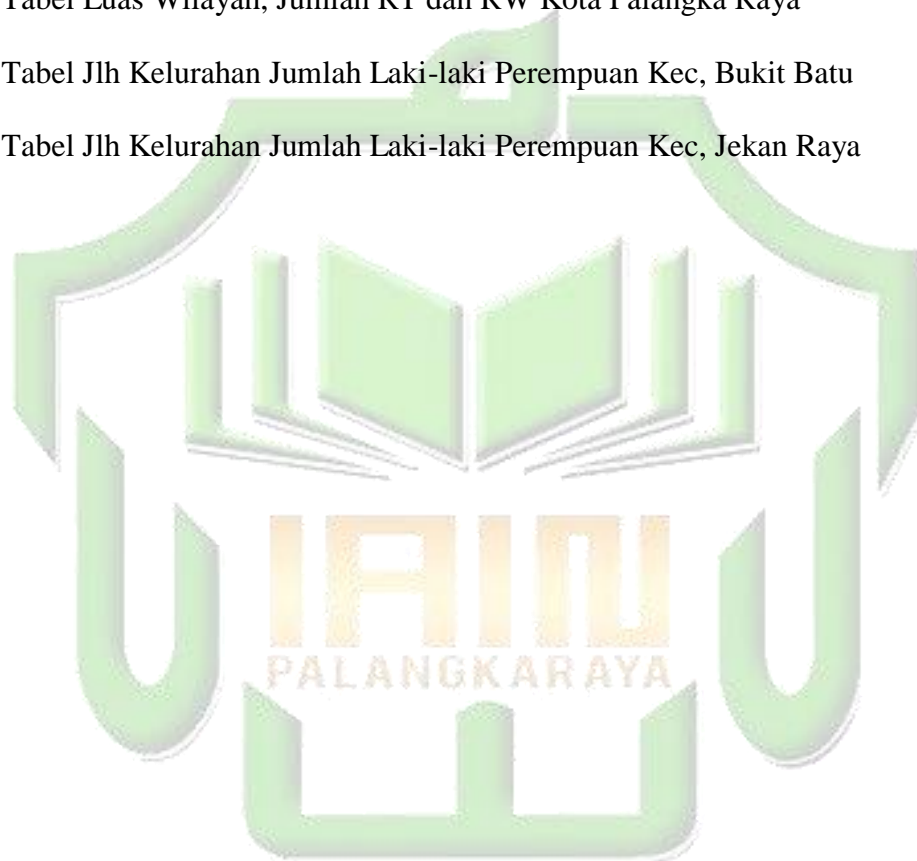 Tabel Luas Wilayah, Jumlah RT dan RW Kota Palangka Raya
Tabel Jlh Kelurahan Jumlah Laki-laki Perempuan Kec, Bukit Batu
Tabel Jlh Kelurahan Jumlah Laki-laki Perempuan Kec, Jekan Raya
IAIN
PALANGKARAYA